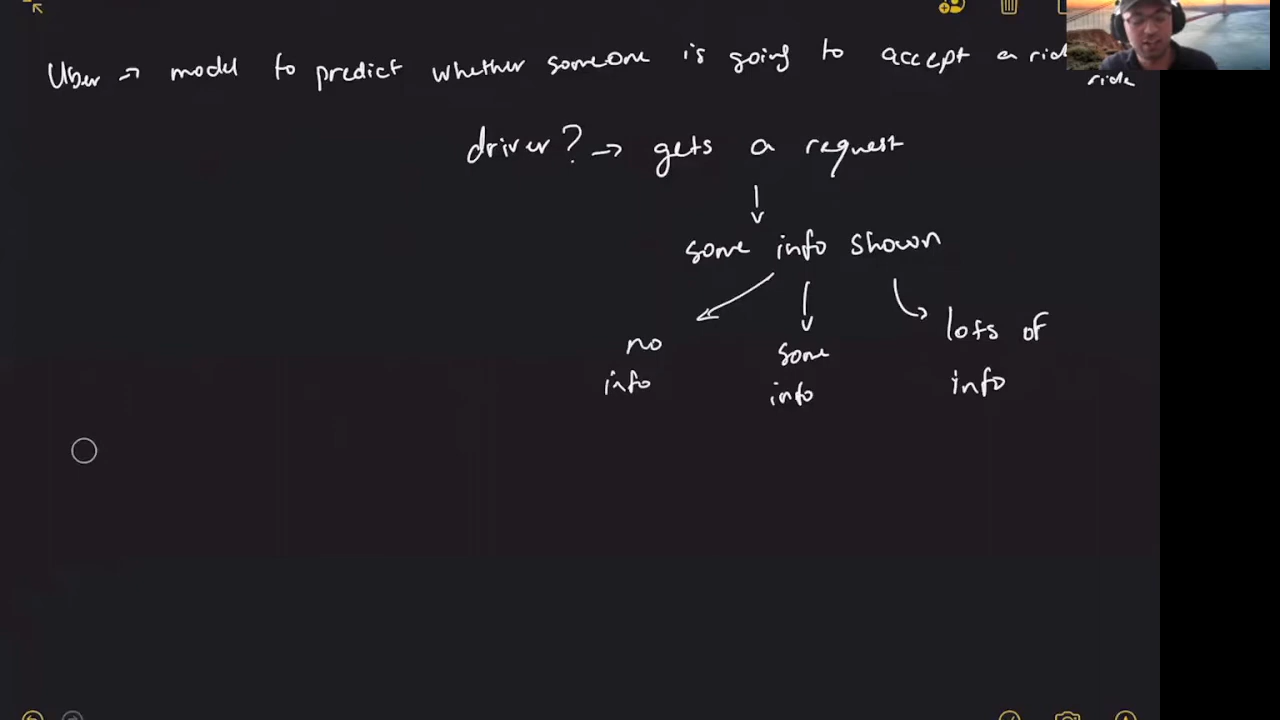 Uber → model to predict whether someone is going to accept a
ride
driver? → gets a request
some info shown
no some lots of
info info info